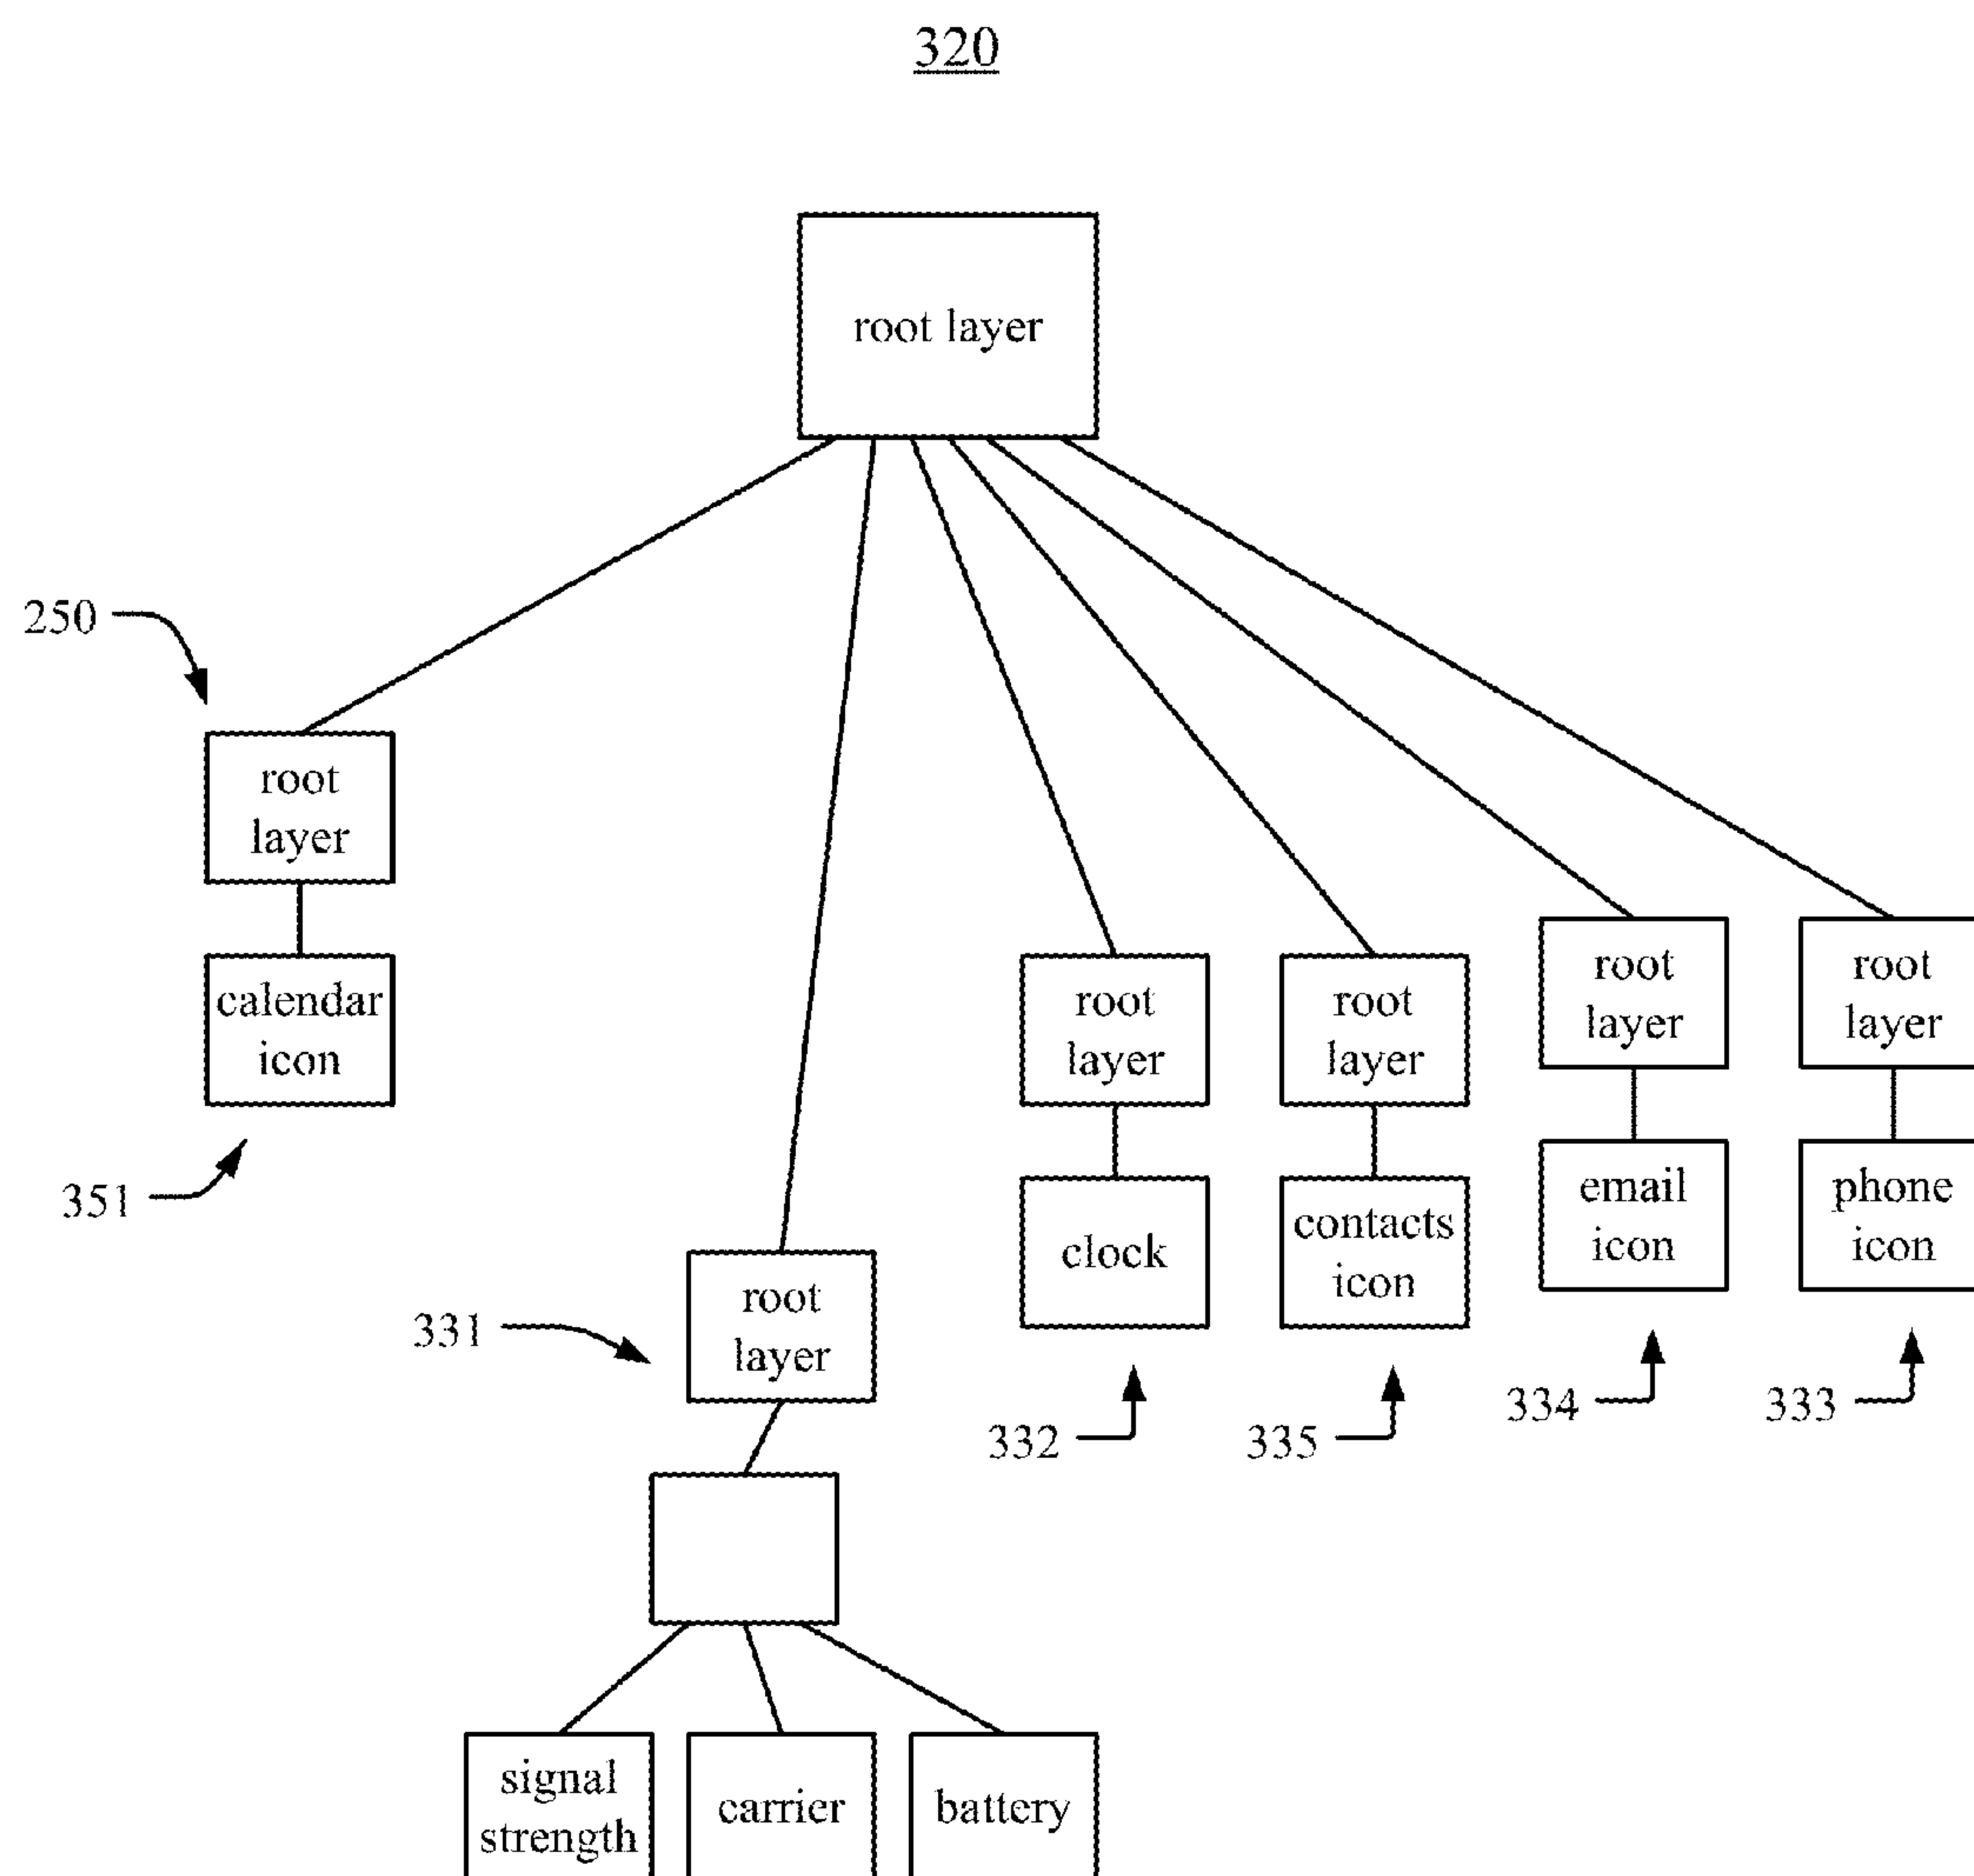 320
root layer
250
root
layer
calendar
icon
351
root
layer
clock
332
root
layer
contacts
icon
335
root
layer
email
icon
334
root
layer
phone
icon
333
331
root
layer
signal
strength
carrier
battery